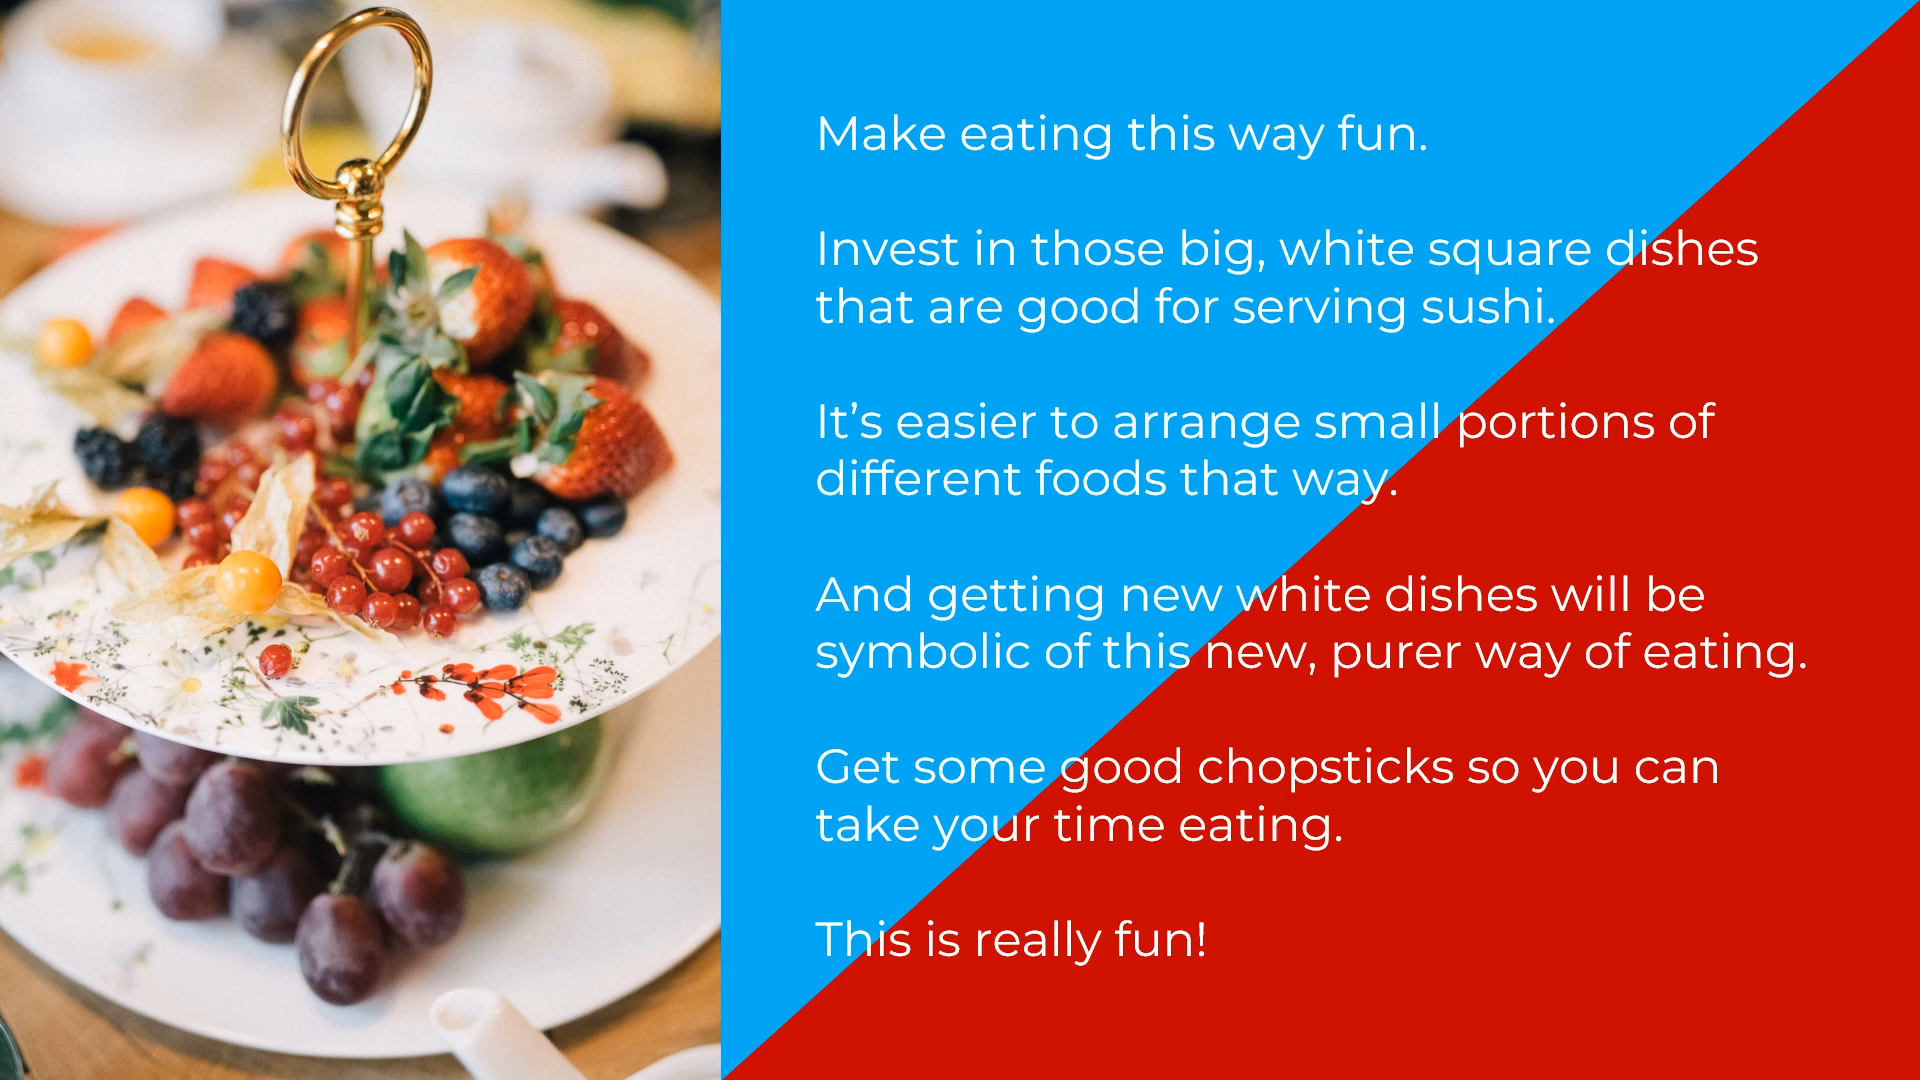 Make eating this way fun.
Invest in those big, white square dishes
that are good for serving sushi.
It’s easier to arrange small portions of
different foods that way.
And getting new white dishes will be
symbolic of this new, purer way of eating.
Get some good chopsticks so you can
take your time eating.
This is really fun!